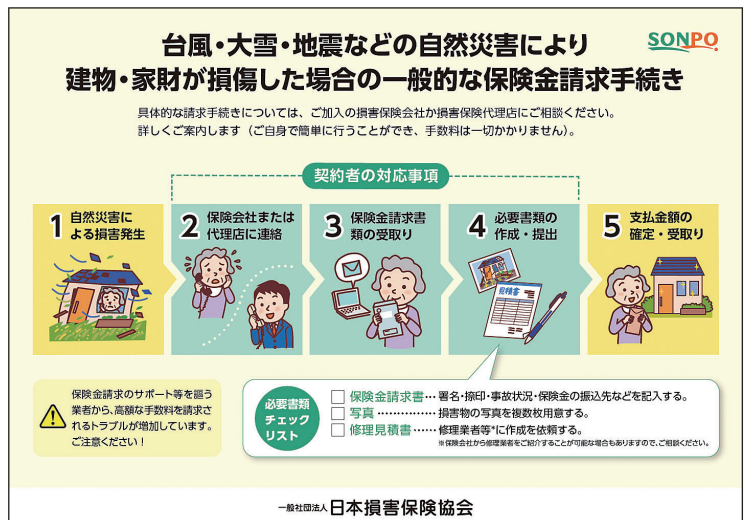 台風・大雪・地震などの自然災害により
SONPO
建物・家財が損傷した場合の一般的な保険金請求手続き
具体的な請求手続きについては、ご加入の損害保険会社か損害保険代理店にご相談ください。
詳しくご案内します（ご自身で簡単に行うことができ、手数料は一切かかりません）。
契約者の対応事項
1 自然災害に
よる損害発生
2 保険会社または
代理店に連絡
3 保険金請求書
類の受取り
4 必要書類の
作成・提出
5 支払金額の
確定・受取り
見積書
保険金請求のサポート等を謳う
業者から、高額な手数料を請求さ
れるトラブルが増加しています。
ご注意ください！
必要書類
チェック
リスト
保険金請求書…署名・捺印・事故状況・保険金の振込先などを記入する。
写真……………損害物の写真を複数枚用意する。
修理見積書……修理業者等*に作成を依頼する。
※保険会社から修理業者をご紹介することが可能な場合もありますので、ご相談ください。
一般社団法人 日本損害保険協会